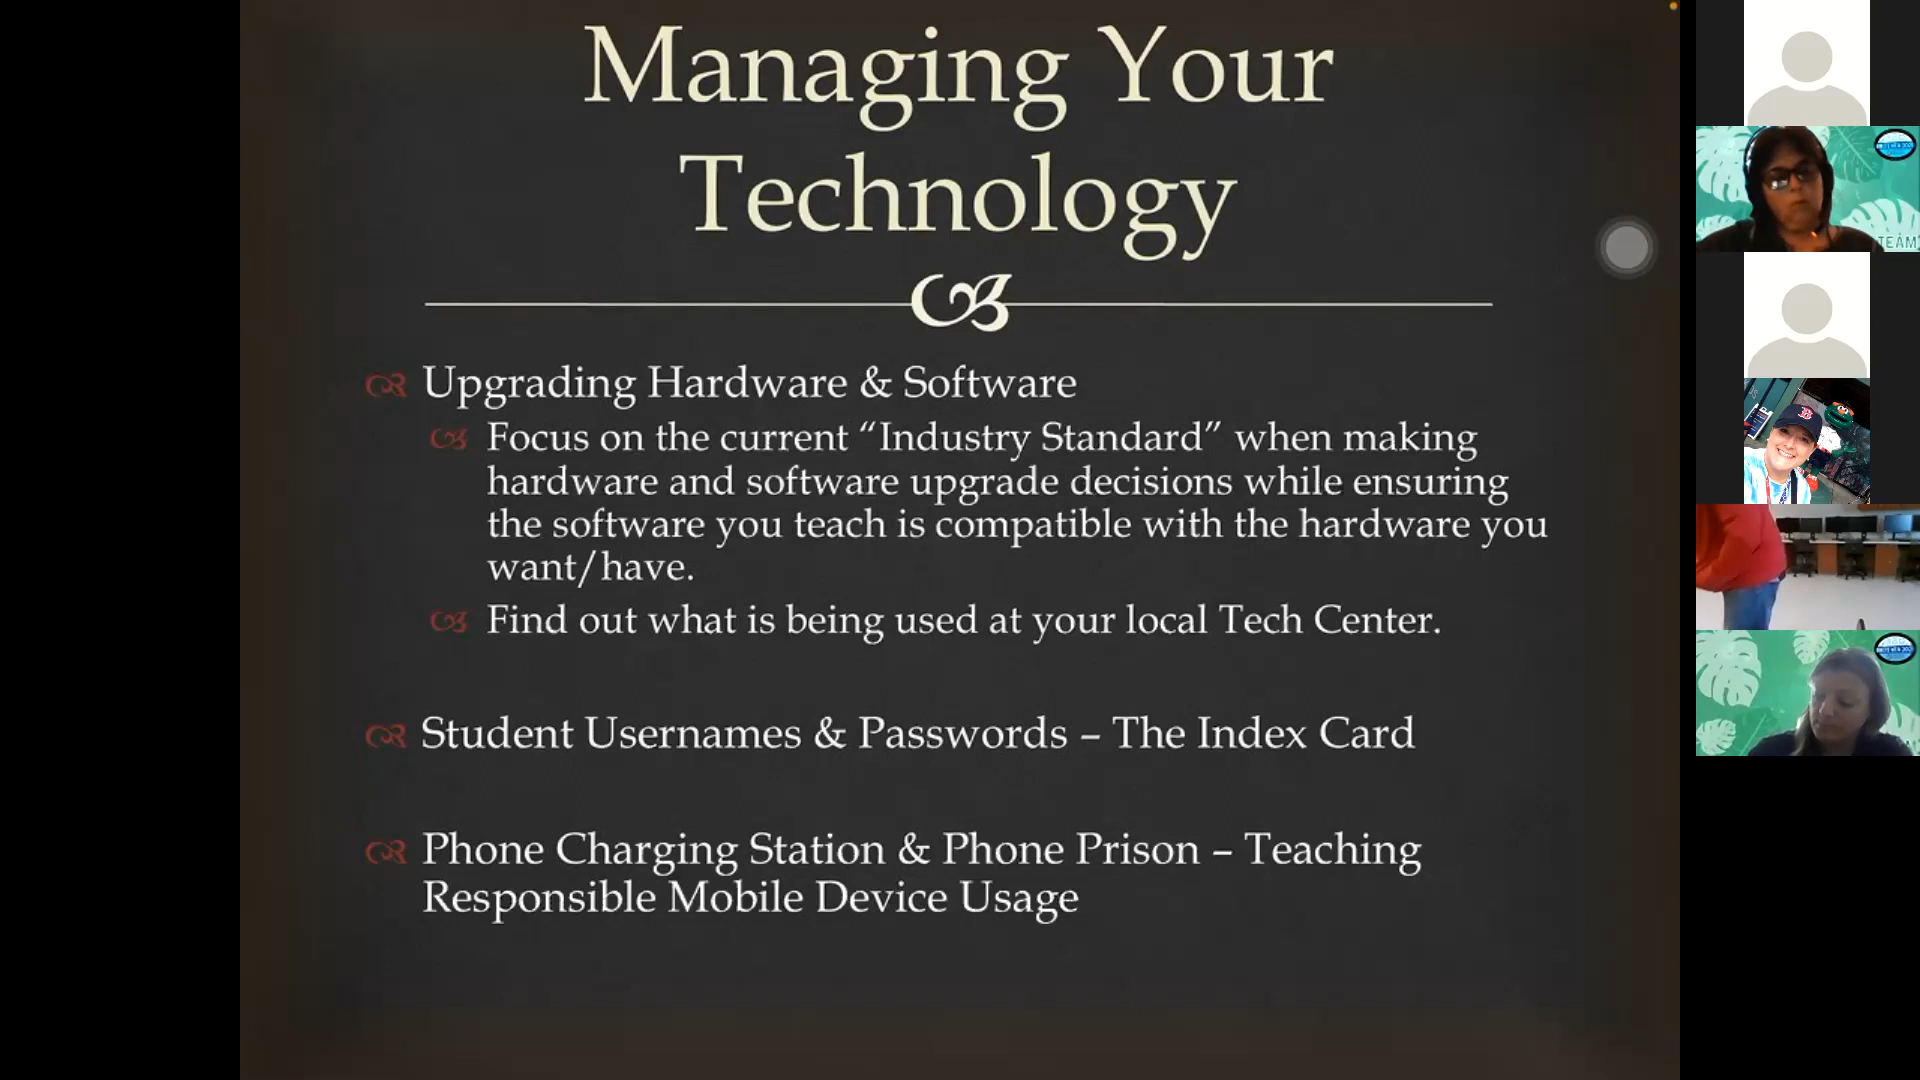 Managing Your
Technology
Upgrading Hardware & Software
Focus on the current “Industry Standard” when making
hardware and software upgrade decisions while ensuring
the software you teach is compatible with the hardware you
want/have.
Find out what is being used at your local Tech Center.
Student Usernames & Passwords – The Index Card
Phone Charging Station & Phone Prison – Teaching
Responsible Mobile Device Usage
TEAM
B